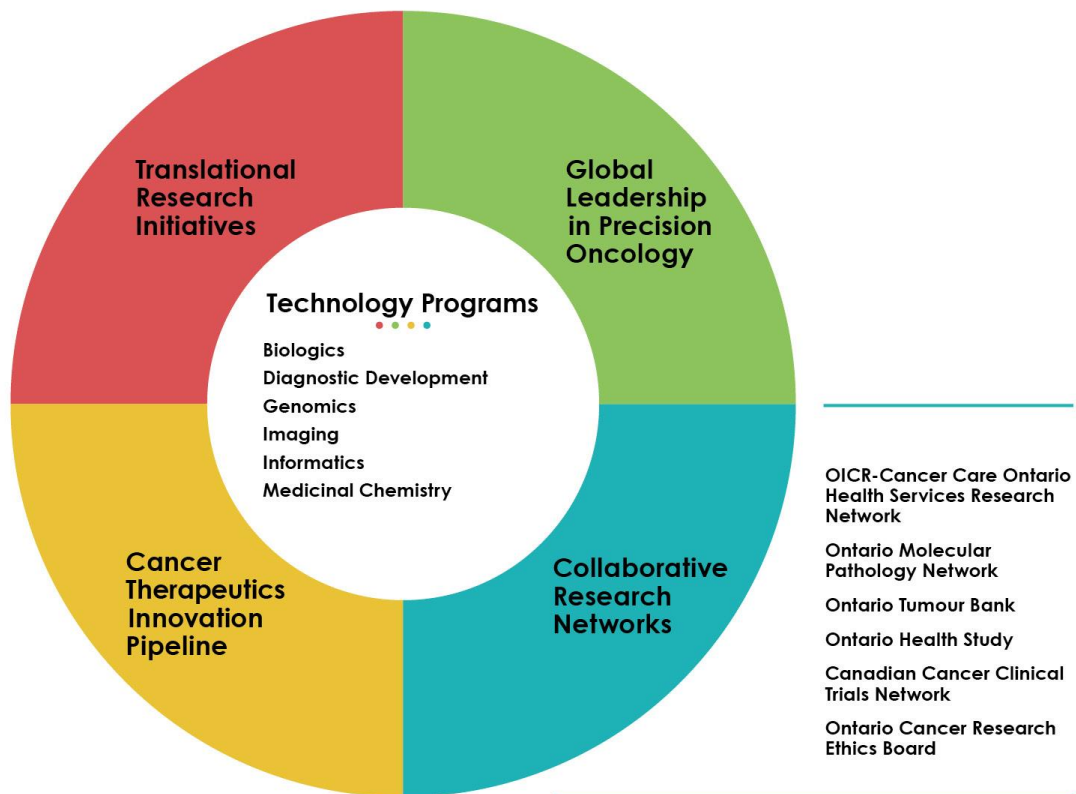 Translational
Research
Initiatives
Global
Leadership
in Precision
Oncology
Technology Programs
Biologics
Diagnostic Development
Genomics
Imaging
Informatics
Medicinal Chemistry
Cancer
Therapeutics
Innovation
Pipeline
Collaborative
Research
Networks
OICR-Cancer Care Ontario
Health Services Research
Network
Ontario Molecular
Pathology Network
Ontario Tumour Bank
Ontario Health Study
Canadian Cancer Clinical
Trials Network
Ontario Cancer Research
Ethics Board